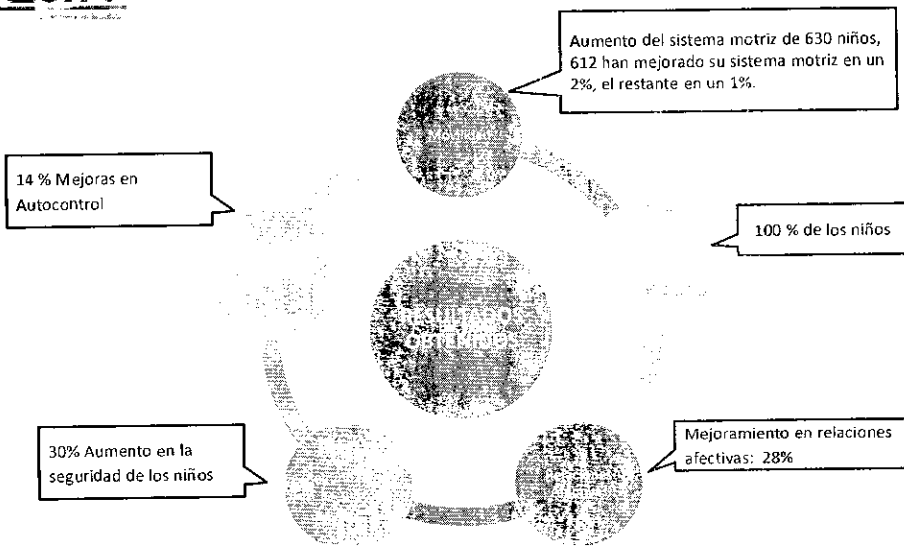 Aumento del sistema motriz de 630 niños,
612 han mejorado su sistema motriz en un
2%, el restante en un 1%.
14 % Mejoras en
Autocontrol
100 % de los niños
RESULTADOS
OBTENIDOS
30% Aumento en la
seguridad de los niños
Mejoramiento en relaciones
afectivas: 28%